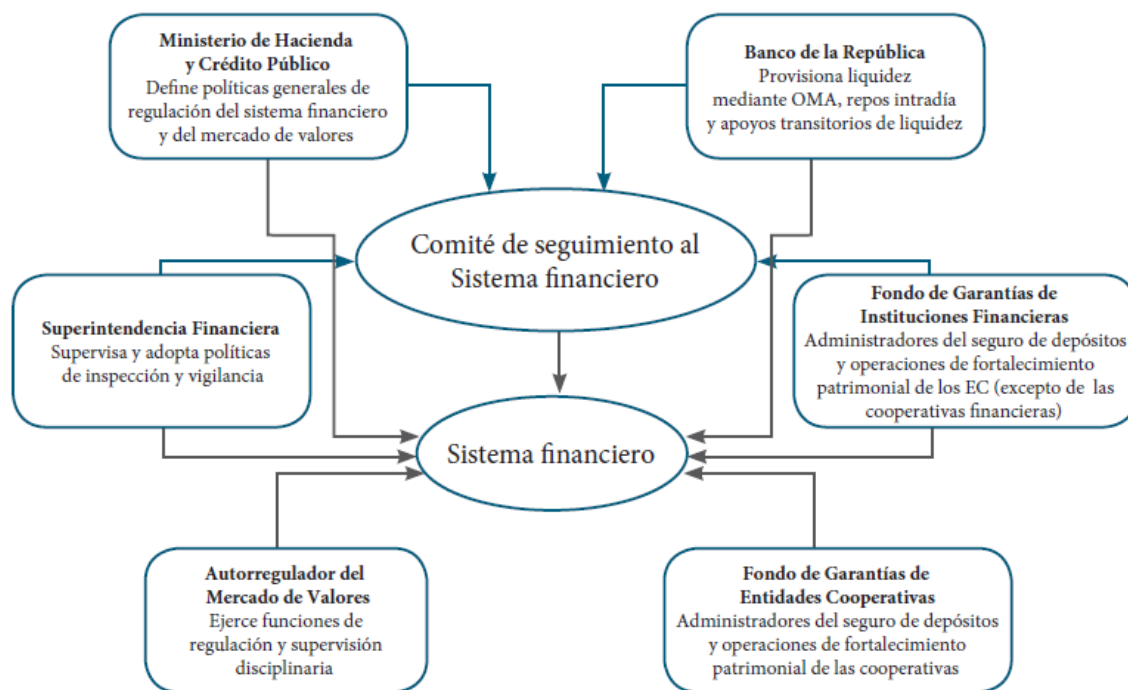 Ministerio de Hacienda
y Crédito Público
Define políticas generales de
regulación del sistema financiero
y del mercado de valores
Banco de la República
Provisiona liquidez
mediante OMA, repos intradía
y apoyos transitorios de liquidez
Comité de seguimiento al
Sistema financiero
Superintendencia Financiera
Supervisa y adopta políticas
de inspección y vigilancia
Fondo de Garantías de
Instituciones Financieras
Administradores del seguro de depósitos
y operaciones de fortalecimiento
patrimonial de los EC (excepto de las
cooperativas financieras)
Sistema financiero
Autorregulador del
Mercado de Valores
Ejerce funciones de
regulación y supervisión
disciplinaria
Fondo de Garantías de
Entidades Cooperativas
Administradores del seguro de depósitos
y operaciones de fortalecimiento
patrimonial de las cooperativas